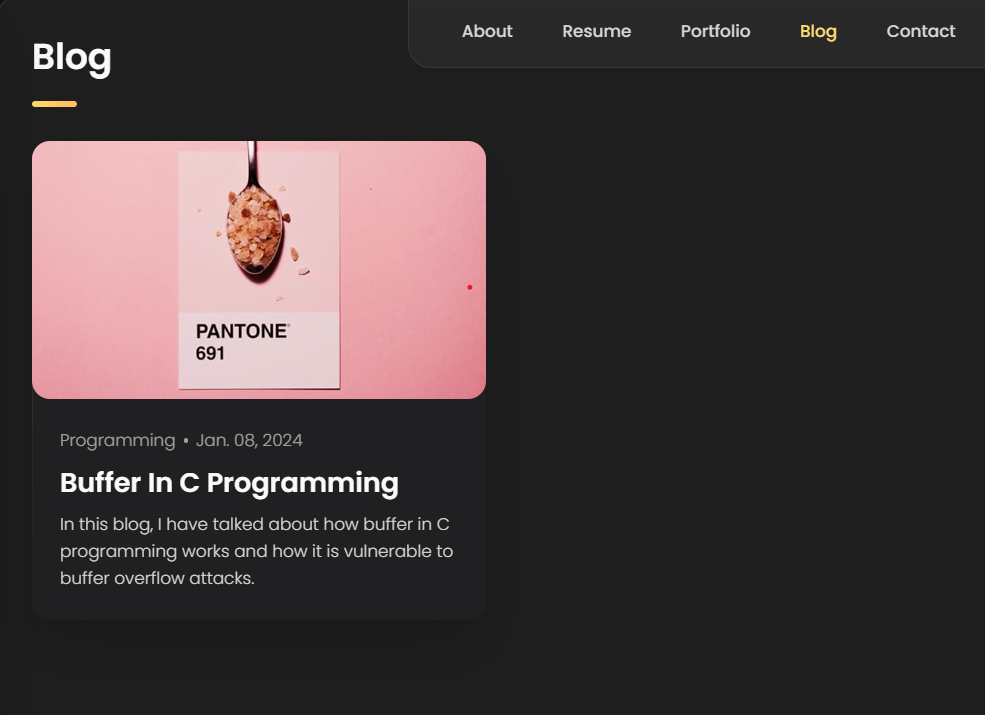 About Resume Portfolio Blog Contact
Blog
PANTONE
691
Programming • Jan. 08, 2024
Buffer In C Programming
In this blog, I have talked about how buffer in C
programming works and how it is vulnerable to
buffer overflow attacks.